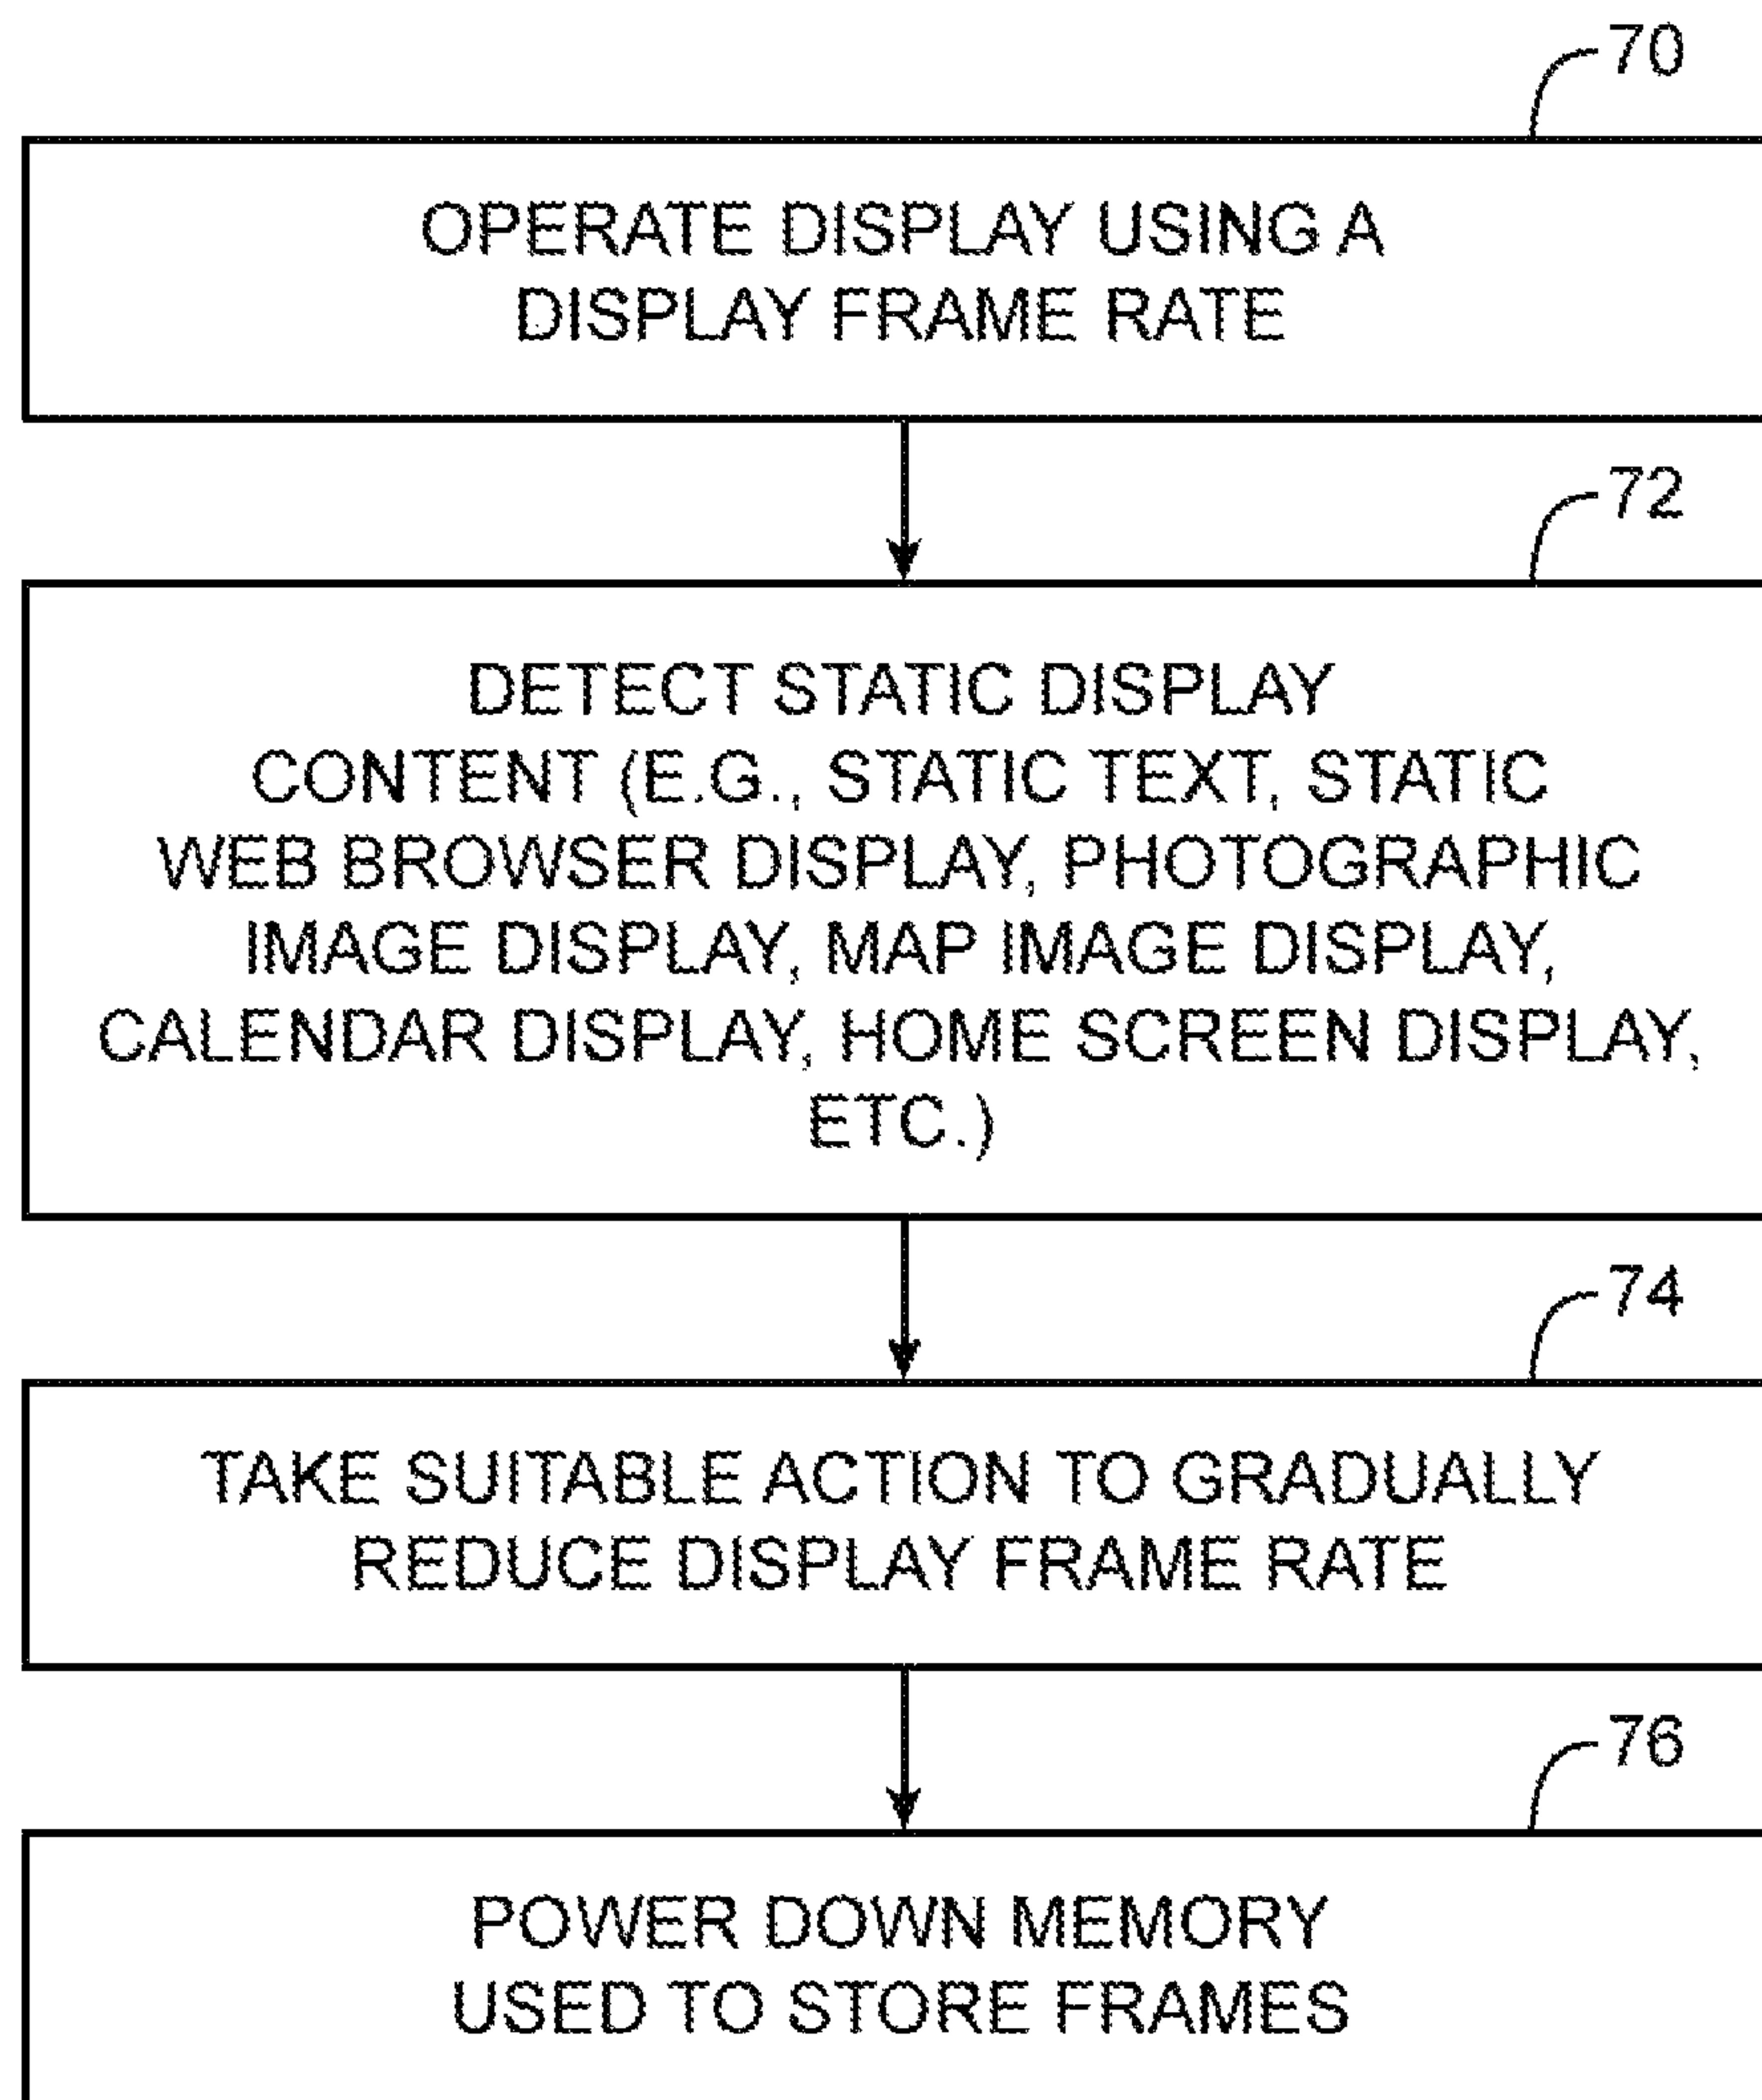 70
OPERATE DISPLAY USING A
DISPLAY FRAME RATE
72
DETECT STATIC DISPLAY
CONTENT (E.G., STATIC TEXT, STATIC
WEB BROWSER DISPLAY, PHOTOGRAPHIC
IMAGE DISPLAY, MAP IMAGE DISPLAY,
CALENDAR DISPLAY, HOME SCREEN DISPLAY,
ETC.)
74
TAKE SUITABLE ACTION TO GRADUALLY
REDUCE DISPLAY FRAME RATE
76
POWER DOWN MEMORY
USED TO STORE FRAMES